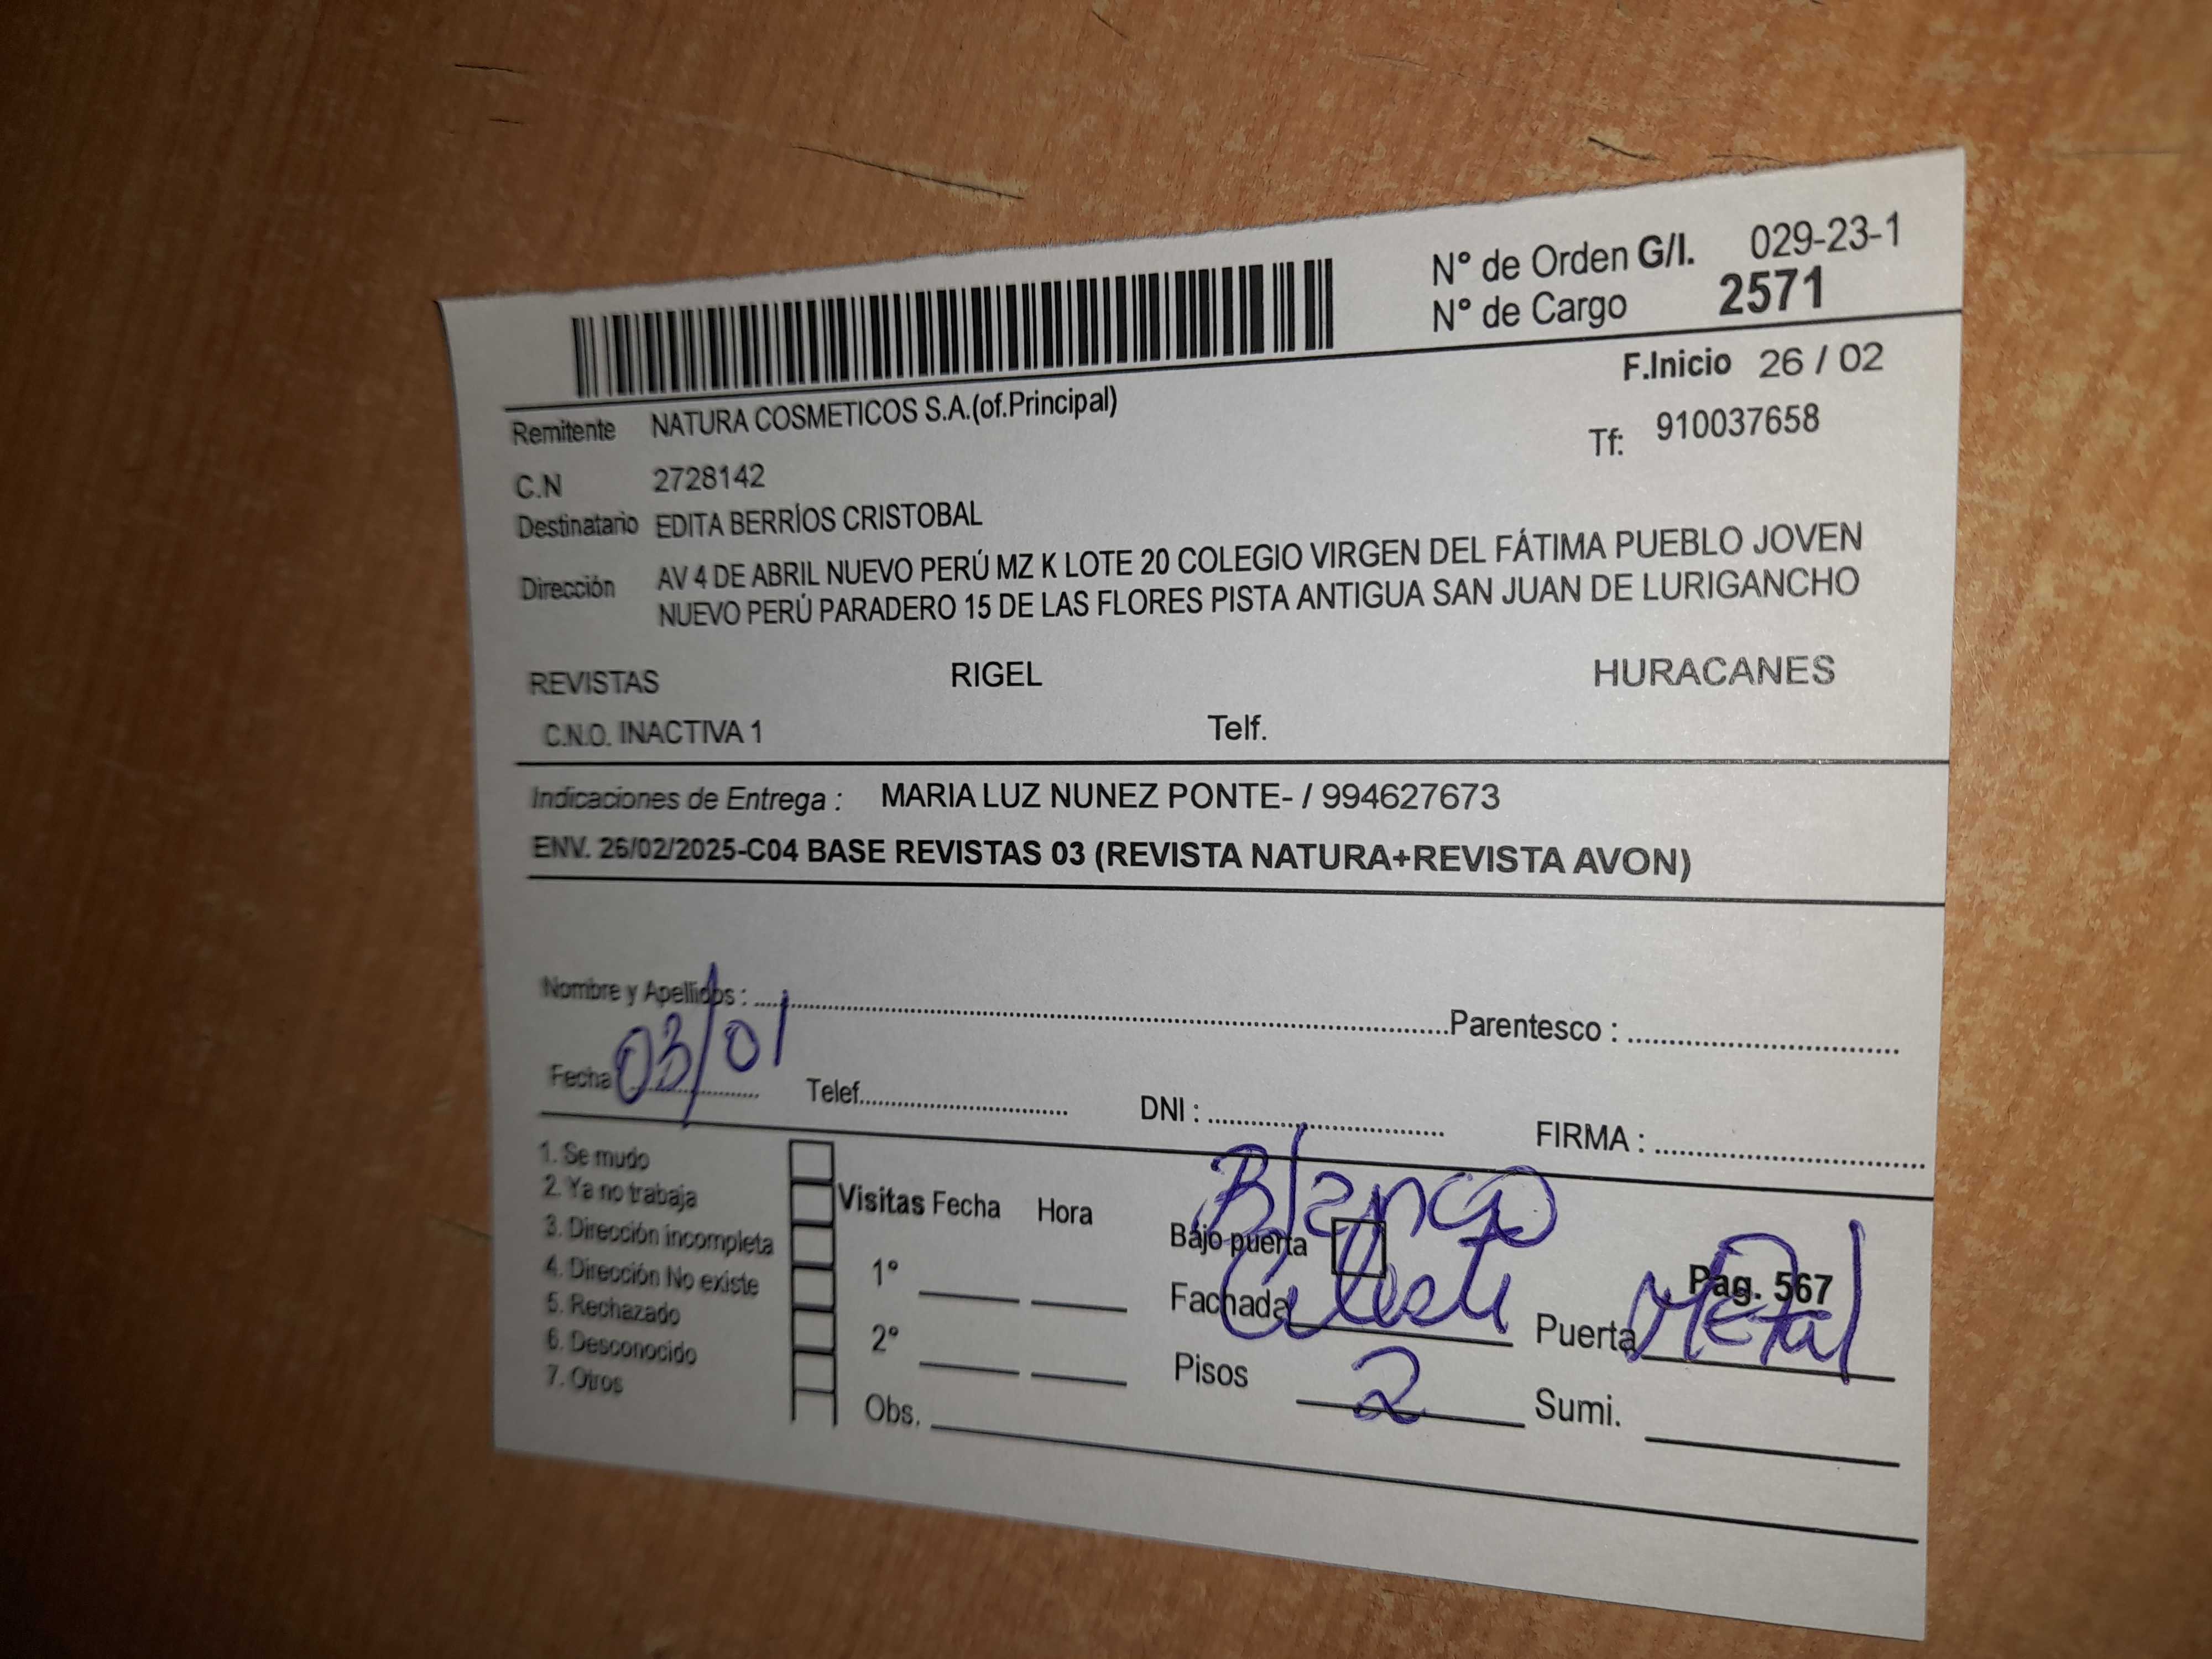 N° de Orden G/I. 029-23-1
N° de Cargo 2571
F.Inicio 26 / 02
Remitente NATURA COSMETICOS S.A.(of.Principal)
Tf: 910037658
C.N 2728142
Destinatario EDITA BERRÍOS CRISTOBAL
Dirección AV 4 DE ABRIL NUEVO PERÚ MZ K LOTE 20 COLEGIO VIRGEN DEL FÁTIMA PUEBLO JOVEN
NUEVO PERÚ PARADERO 15 DE LAS FLORES PISTA ANTIGUA SAN JUAN DE LURIGANCHO
REVISTAS RIGEL HURACANES
C.N.O. INACTIVA 1 Telf.
Indicaciones de Entrega : MARIA LUZ NUNEZ PONTE- / 994627673
ENV. 26/02/2025-C04 BASE REVISTAS 03 (REVISTA NATURA+REVISTA AVON)
Nombre y Apellidos : Parentesco :
Fecha 03/01 Telef. DNI : FIRMA :
1. Se mudo
2. Ya no trabaja
3. Dirección incompleta
4. Dirección No existe
5. Rechazado
6. Desconocido
7. Otros
Visitas Fecha Hora
1°
2°
Obs.
Blanco
Bajo puerta
Pag. 567
Fachada Celeste Puerta Metal
Pisos 2 Sumi.